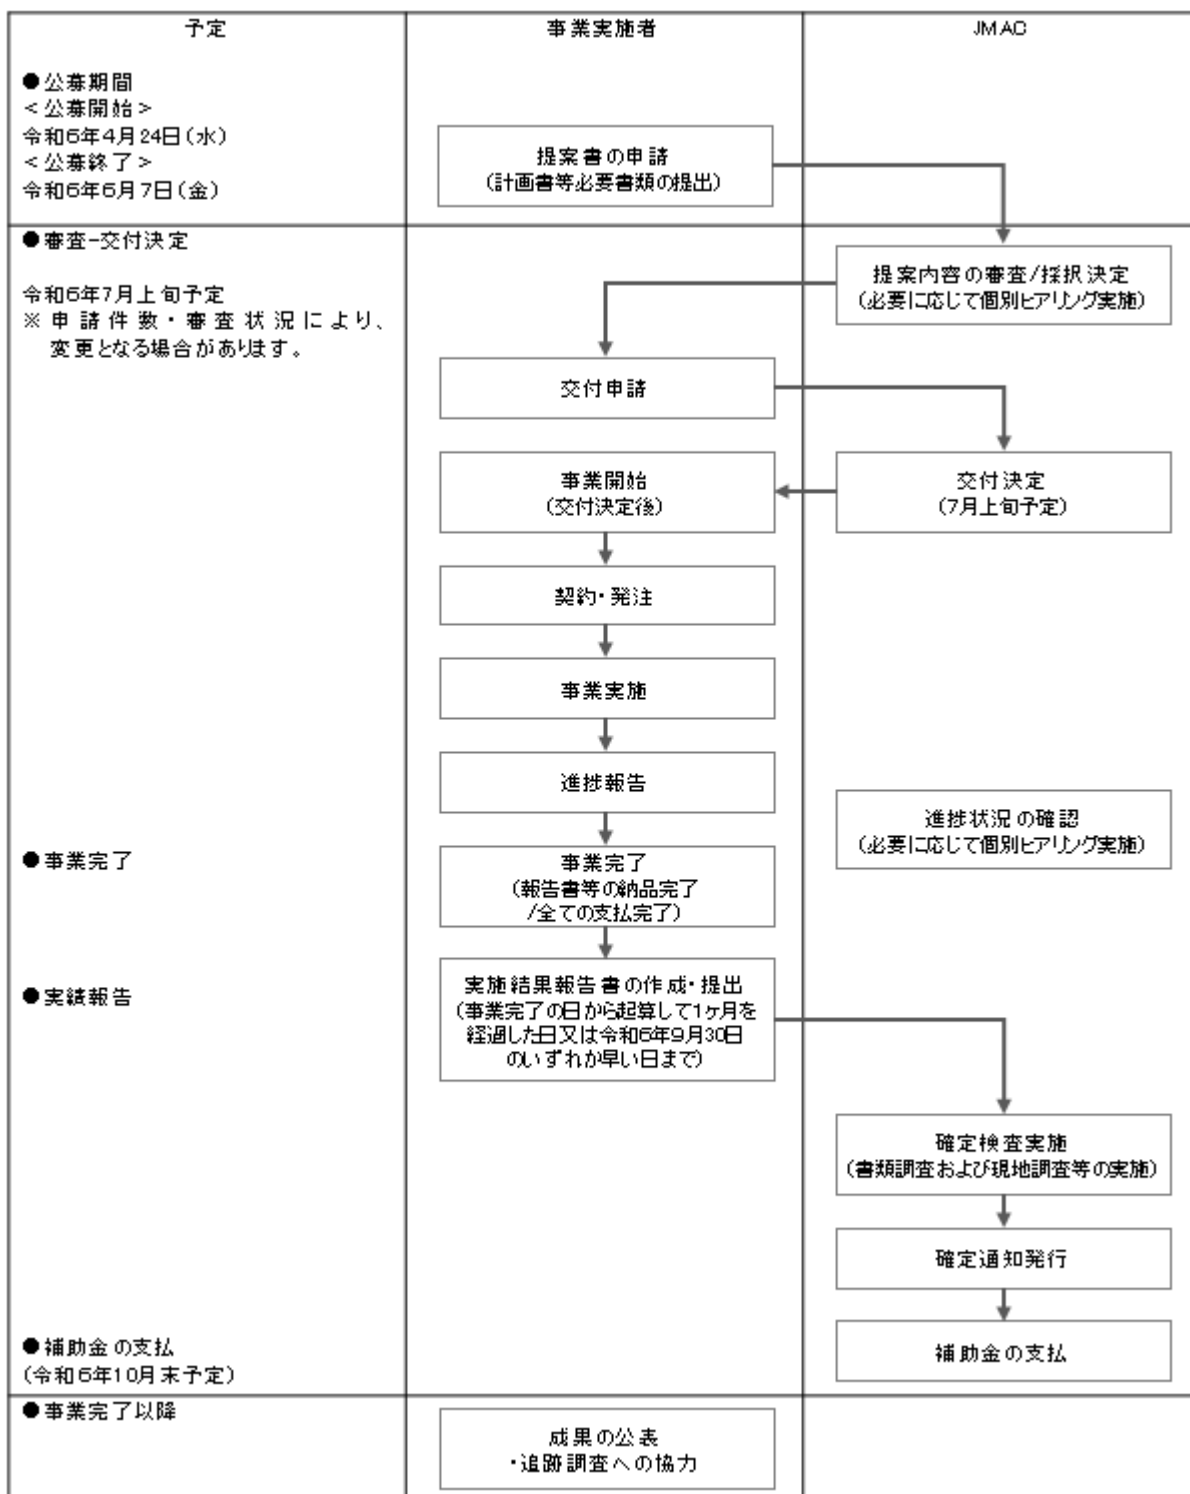 予定
事業実施者
JMAC
●公募期間
＜公募開始＞
令和6年4月24日(水)
＜公募終了＞
令和6年6月7日(金)
提案書の申請
(計画書等必要書類の提出)
●審査-交付決定
令和6年7月上旬予定
※申請件数・審査状況により、
変更となる場合があります。
提案内容の審査/採択決定
(必要に応じて個別ヒアリング実施)
交付申請
事業開始
(交付決定後)
交付決定
(7月上旬予定)
契約・発注
事業実施
進捗報告
進捗状況の確認
(必要に応じて個別ヒアリング実施)
●事業完了
事業完了
(報告書等の納品完了
/全ての支払完了)
●実績報告
実施結果報告書の作成・提出
(事業完了の日から起算して1ヶ月を
経過した日又は令和6年9月30日
のいずれか早い日まで)
確定検査実施
(書類調査および現地調査等の実施)
確定通知発行
●補助金の支払
(令和6年10月末予定)
補助金の支払
●事業完了以降
成果の公表
・追跡調査への協力